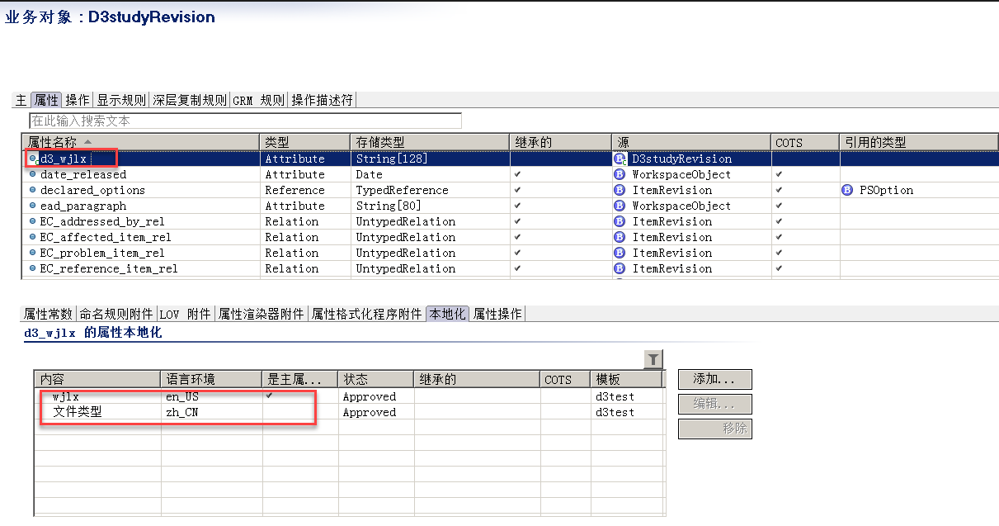 业务对象：D3studyRevision
主 属性 操作 显示规则 深层复制规则 GRM 规则 操作描述符
在此输入搜索文本
属性名称 类型 存储类型 继承的 源 COTS 引用的类型
d3_wjlx Attribute String[128] D3studyRevision
date_released Attribute Date ✔ WorkspaceObject ✔
declared_options Reference TypedReference ✔ ItemRevision ✔ PSOption
ead_paragraph Attribute String[80] ✔ WorkspaceObject ✔
EC_addressed_by_rel Relation UntypedRelation ✔ ItemRevision ✔
EC_affected_item_rel Relation UntypedRelation ✔ ItemRevision ✔
EC_problem_item_rel Relation UntypedRelation ✔ ItemRevision ✔
EC_reference_item_rel Relation UntypedRelation ✔ ItemRevision ✔
属性常数 命名规则附件 LOV 附件 属性渲染器附件 属性格式化程序附件 本地化 属性操作
d3_wjlx 的属性本地化
内容 语言环境 是主属... 状态 继承的 COTS 模板
添加...
wjlx en_US ✔ Approved d3test
编辑...
文件类型 zh_CN Approved d3test
移除